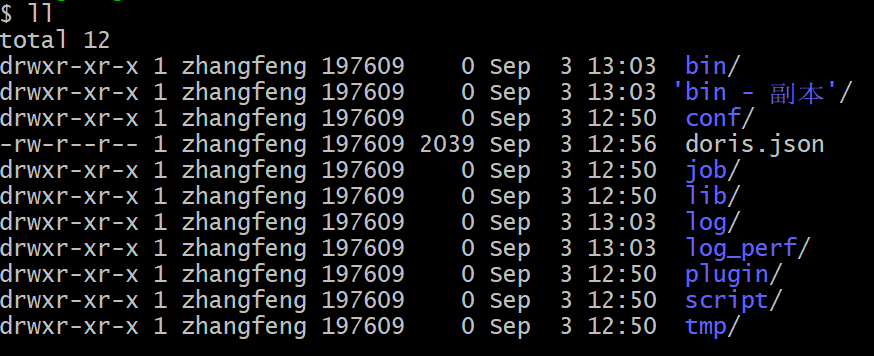 $ ll
total 12
drwxr-xr-x 1 zhangfeng 197609    0 Sep  3 13:03  bin/
drwxr-xr-x 1 zhangfeng 197609    0 Sep  3 13:03 'bin - 副本'/
drwxr-xr-x 1 zhangfeng 197609    0 Sep  3 12:50  conf/
-rw-r--r-- 1 zhangfeng 197609 2039 Sep  3 12:56  doris.json
drwxr-xr-x 1 zhangfeng 197609    0 Sep  3 12:50  job/
drwxr-xr-x 1 zhangfeng 197609    0 Sep  3 12:50  lib/
drwxr-xr-x 1 zhangfeng 197609    0 Sep  3 13:03  log/
drwxr-xr-x 1 zhangfeng 197609    0 Sep  3 13:03  log_perf/
drwxr-xr-x 1 zhangfeng 197609    0 Sep  3 12:50  plugin/
drwxr-xr-x 1 zhangfeng 197609    0 Sep  3 12:50  script/
drwxr-xr-x 1 zhangfeng 197609    0 Sep  3 12:50  tmp/